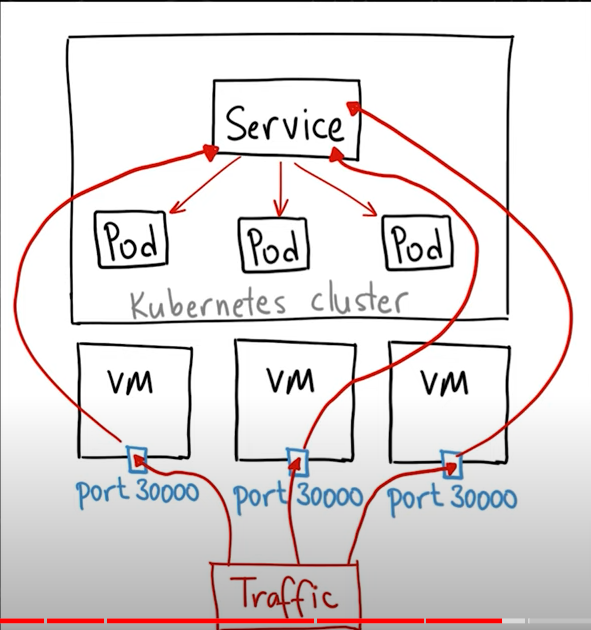 Service
Pod
Pod
Pod
Kubernetes cluster
VM
VM
VM
port 30000
port 30000
port 30000
Traffic